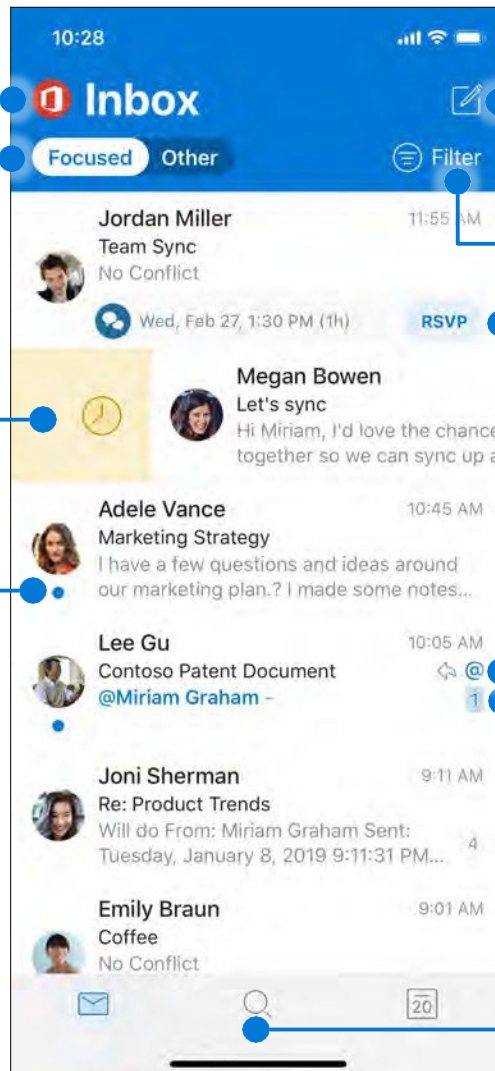 10:28
Inbox
Focused Other Filter
Jordan Miller 11:55 AM
Team Sync
No Conflict
Wed, Feb 27, 1:30 PM (1h) RSVP
Megan Bowen
Let's sync
Hi Miriam, I'd love the chance
together so we can sync up a
Adele Vance 10:45 AM
Marketing Strategy
I have a few questions and ideas around
our marketing plan.? I made some notes...
Lee Gu 10:05 AM
Contoso Patent Document @
@Miriam Graham - 1
Joni Sherman 9:11 AM
Re: Product Trends
Will do From: Miriam Graham Sent:
Tuesday, January 8, 2019 9:11:31 PM... 4
Emily Braun 9:01 AM
Coffee
No Conflict
20